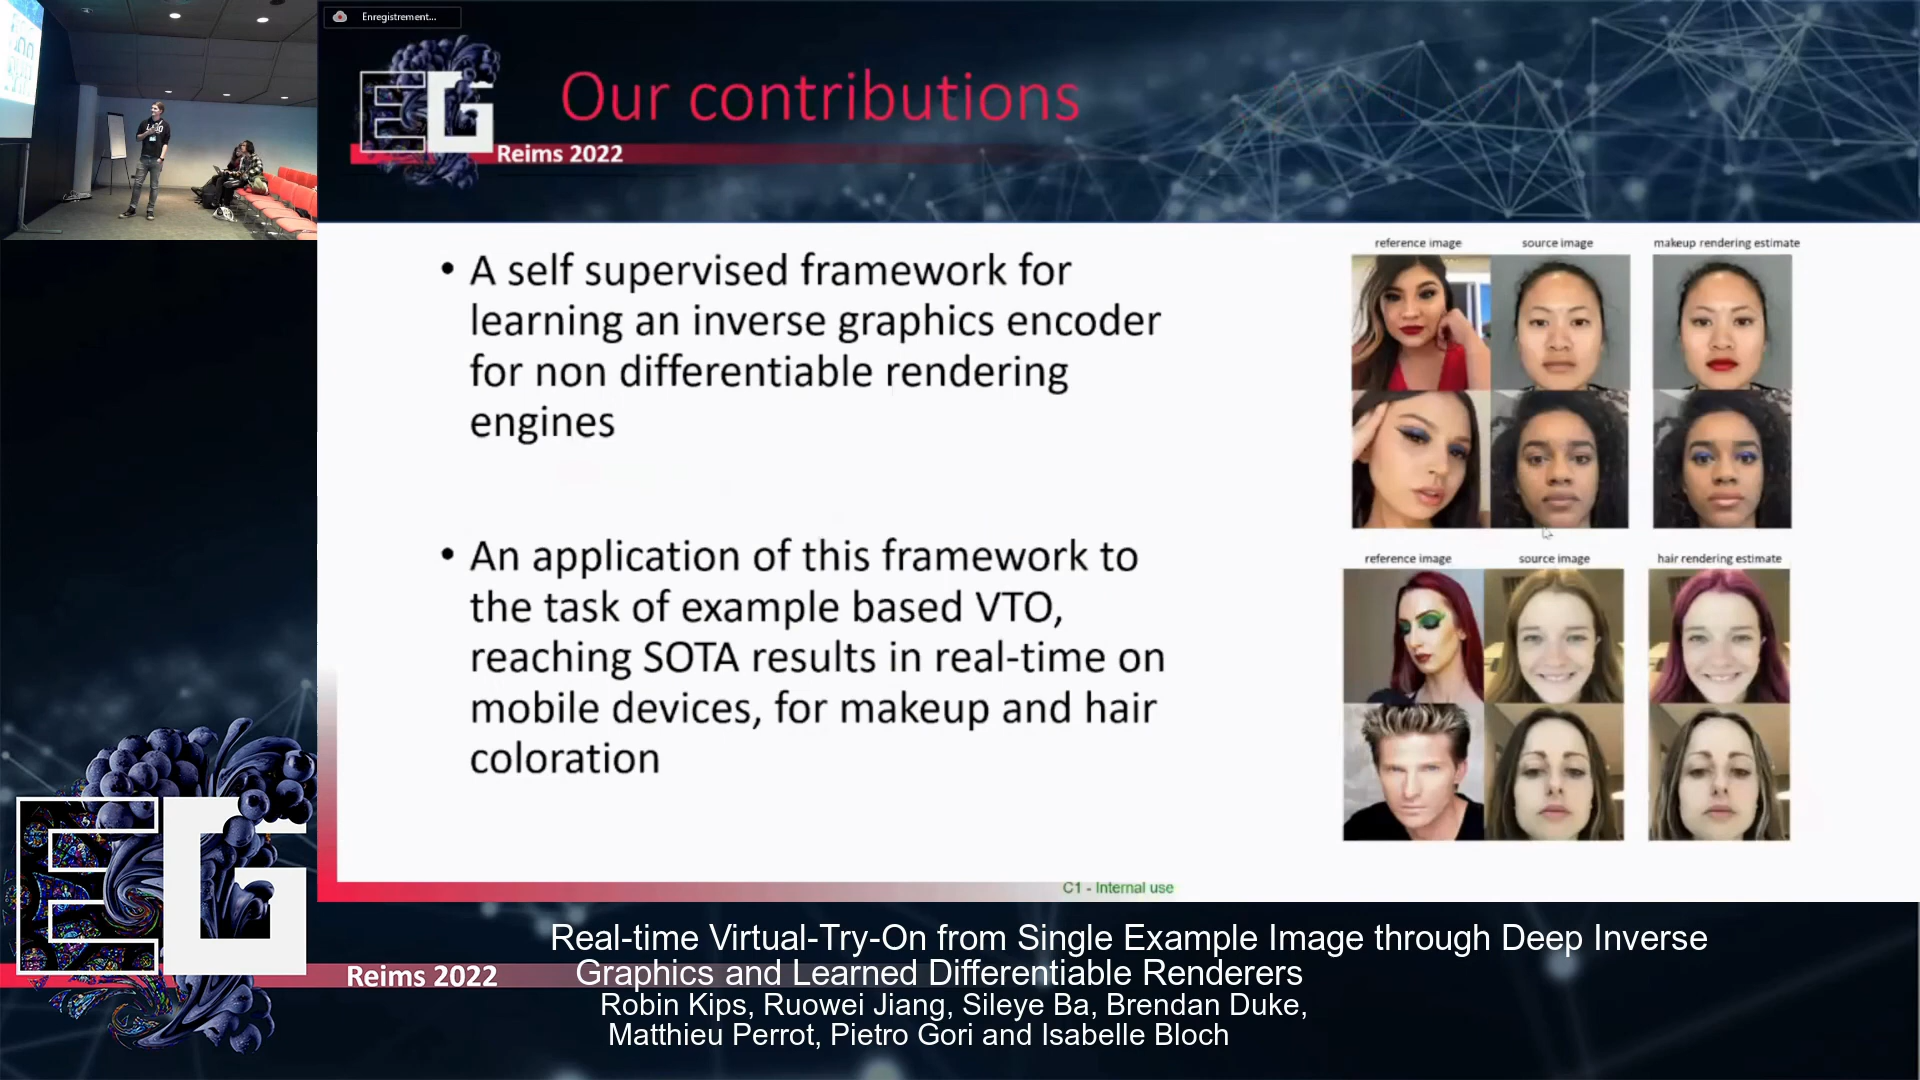 Enregistrement...
EG
Our contributions
Reims 2022
• A self supervised framework for
learning an inverse graphics encoder
for non differentiable rendering
engines
• An application of this framework to
the task of example based VTO,
reaching SOTA results in real-time on
mobile devices, for makeup and hair
coloration
reference image source image makeup rendering estimate
reference image source image hair rendering estimate
C1 - Internal use
EG
Reims 2022
Real-time Virtual-Try-On from Single Example Image through Deep Inverse
Graphics and Learned Differentiable Renderers
Robin Kips, Ruowei Jiang, Sileye Ba, Brendan Duke,
Matthieu Perrot, Pietro Gori and Isabelle Bloch